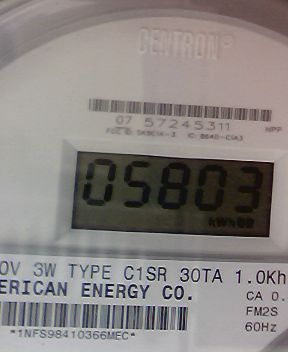 CENTRON®
07 57245311 NPP
05803
kWh
0V 3W TYPE C1SR 30TA 1.0Kh
ERICAN ENERGY CO. CA 0.
FM2S
*1NFS98410366MEC* 60Hz